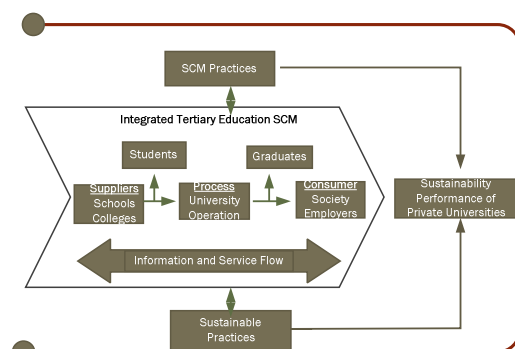 SCM Practices
Integrated Tertiary Education SCM
Students
Graduates
Suppliers
Schools
Colleges
Process
University
Operation
Consumer
Society
Employers
Sustainability
Performance of
Private Universities
Information and Service Flow
Sustainable
Practices